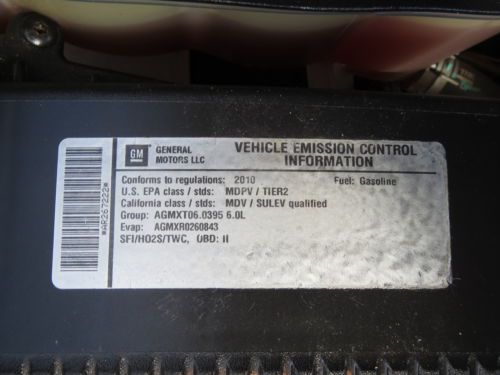 GM
GENERAL MOTORS LLC
VEHICLE EMISSION CONTROL INFORMATION
Conforms to regulations: 2010 Fuel: Gasoline
U.S. EPA class / stds: MDPV / TIER2
California class / stds: MDV / SULEV qualified
Group: AGMXT06.0395 6.0L
Evap: AGMXR0260843
SFI/HO2S/TWC, OBD: II
*AR267222*